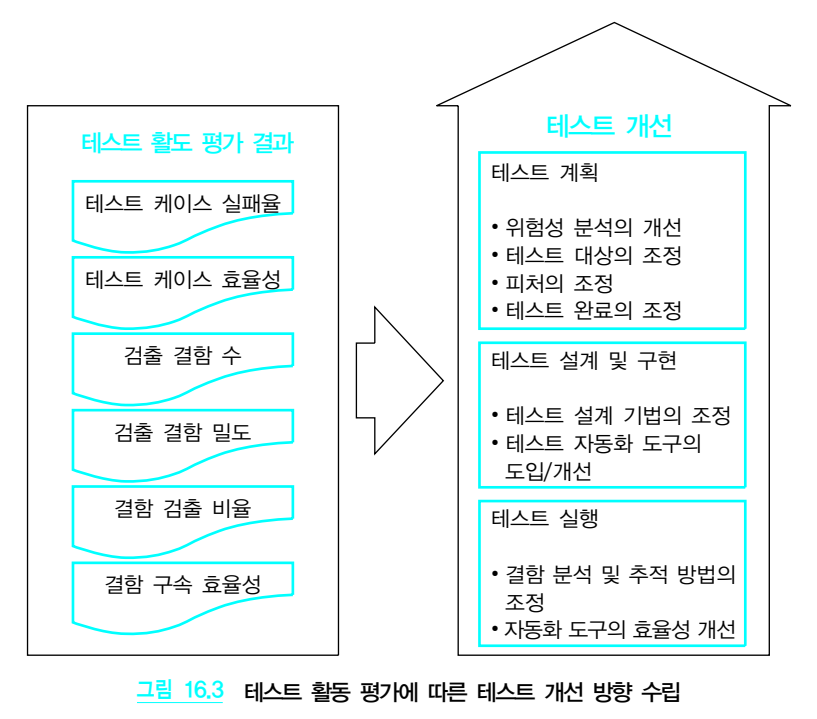 테스트 활도 평가 결과
테스트 케이스 실패율
테스트 케이스 효율성
검출 결함 수
검출 결함 밀도
결함 검출 비율
결함 구속 효율성
테스트 개선
테스트 계획
• 위험성 분석의 개선
• 테스트 대상의 조정
• 피처의 조정
• 테스트 완료의 조정
테스트 설계 및 구현
• 테스트 설계 기법의 조정
• 테스트 자동화 도구의
도입/개선
테스트 실행
• 결함 분석 및 추적 방법의
조정
• 자동화 도구의 효율성 개선
그림 16.3 테스트 활동 평가에 따른 테스트 개선 방향 수립